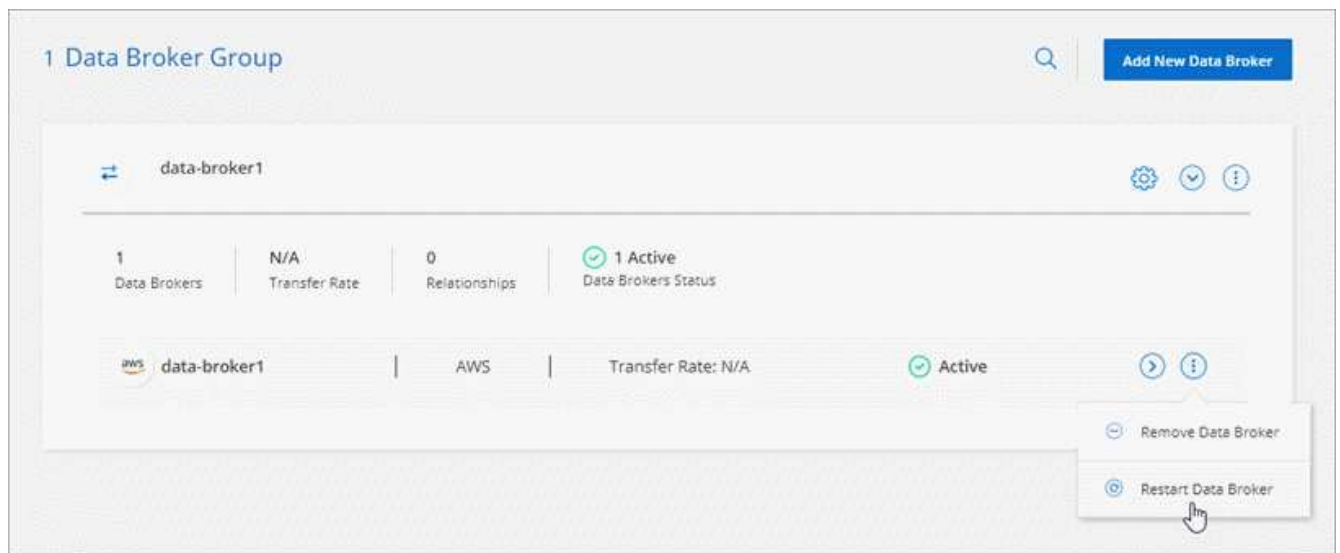 1 Data Broker Group
Add New Data Broker
data-broker1
1
Data Brokers
N/A
Transfer Rate
0
Relationships
1 Active
Data Brokers Status
aws data-broker1 | AWS | Transfer Rate: N/A Active
Remove Data Broker
Restart Data Broker